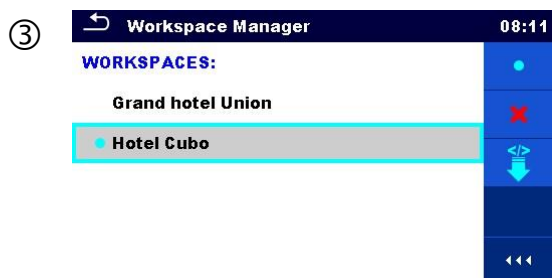 ③
Workspace Manager 08:11
WORKSPACES:
Grand hotel Union
Hotel Cubo
</>